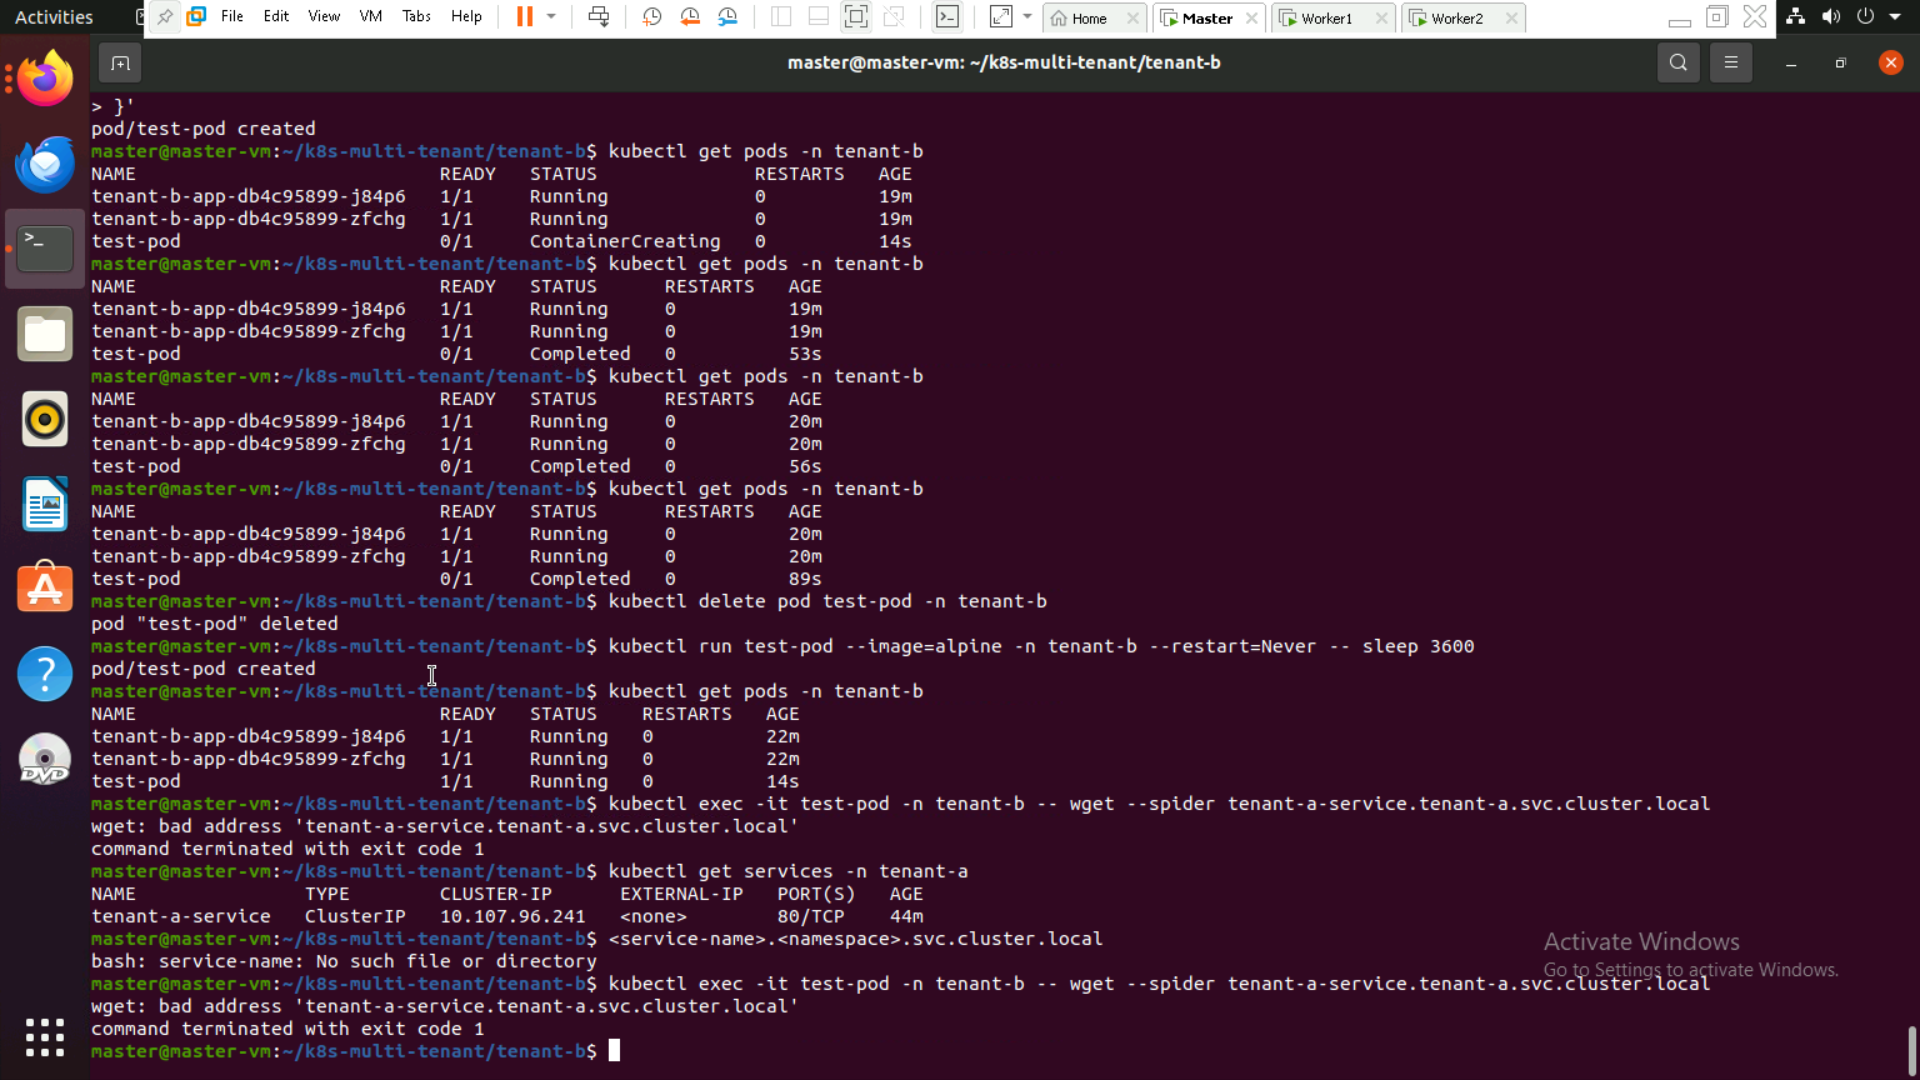 Activities File Edit View VM Tabs Help Home Master Worker1 Worker2
master@master-vm: ~/k8s-multi-tenant/tenant-b
> }'
pod/test-pod created
master@master-vm:~/k8s-multi-tenant/tenant-b$ kubectl get pods -n tenant-b
NAME READY STATUS RESTARTS AGE
tenant-b-app-db4c95899-j84p6 1/1 Running 0 19m
tenant-b-app-db4c95899-zfchg 1/1 Running 0 19m
test-pod 0/1 ContainerCreating 0 14s
master@master-vm:~/k8s-multi-tenant/tenant-b$ kubectl get pods -n tenant-b
NAME READY STATUS RESTARTS AGE
tenant-b-app-db4c95899-j84p6 1/1 Running 0 19m
tenant-b-app-db4c95899-zfchg 1/1 Running 0 19m
test-pod 0/1 Completed 0 53s
master@master-vm:~/k8s-multi-tenant/tenant-b$ kubectl get pods -n tenant-b
NAME READY STATUS RESTARTS AGE
tenant-b-app-db4c95899-j84p6 1/1 Running 0 20m
tenant-b-app-db4c95899-zfchg 1/1 Running 0 20m
test-pod 0/1 Completed 0 56s
master@master-vm:~/k8s-multi-tenant/tenant-b$ kubectl get pods -n tenant-b
NAME READY STATUS RESTARTS AGE
tenant-b-app-db4c95899-j84p6 1/1 Running 0 20m
tenant-b-app-db4c95899-zfchg 1/1 Running 0 20m
test-pod 0/1 Completed 0 89s
master@master-vm:~/k8s-multi-tenant/tenant-b$ kubectl delete pod test-pod -n tenant-b
pod "test-pod" deleted
master@master-vm:~/k8s-multi-tenant/tenant-b$ kubectl run test-pod --image=alpine -n tenant-b --restart=Never -- sleep 3600
pod/test-pod created
master@master-vm:~/k8s-multi-tenant/tenant-b$ kubectl get pods -n tenant-b
NAME READY STATUS RESTARTS AGE
tenant-b-app-db4c95899-j84p6 1/1 Running 0 22m
tenant-b-app-db4c95899-zfchg 1/1 Running 0 22m
test-pod 1/1 Running 0 14s
master@master-vm:~/k8s-multi-tenant/tenant-b$ kubectl exec -it test-pod -n tenant-b -- wget --spider tenant-a-service.tenant-a.svc.cluster.local
wget: bad address 'tenant-a-service.tenant-a.svc.cluster.local'
command terminated with exit code 1
master@master-vm:~/k8s-multi-tenant/tenant-b$ kubectl get services -n tenant-a
NAME TYPE CLUSTER-IP EXTERNAL-IP PORT(S) AGE
tenant-a-service ClusterIP 10.107.96.241 <none> 80/TCP 44m
master@master-vm:~/k8s-multi-tenant/tenant-b$ <service-name>.<namespace>.svc.cluster.local
bash: service-name: No such file or directory
master@master-vm:~/k8s-multi-tenant/tenant-b$ kubectl exec -it test-pod -n tenant-b -- wget --spider tenant-a-service.tenant-a.svc.cluster.local
wget: bad address 'tenant-a-service.tenant-a.svc.cluster.local'
command terminated with exit code 1
master@master-vm:~/k8s-multi-tenant/tenant-b$
Activate Windows
Go to Settings to activate Windows.
DVD